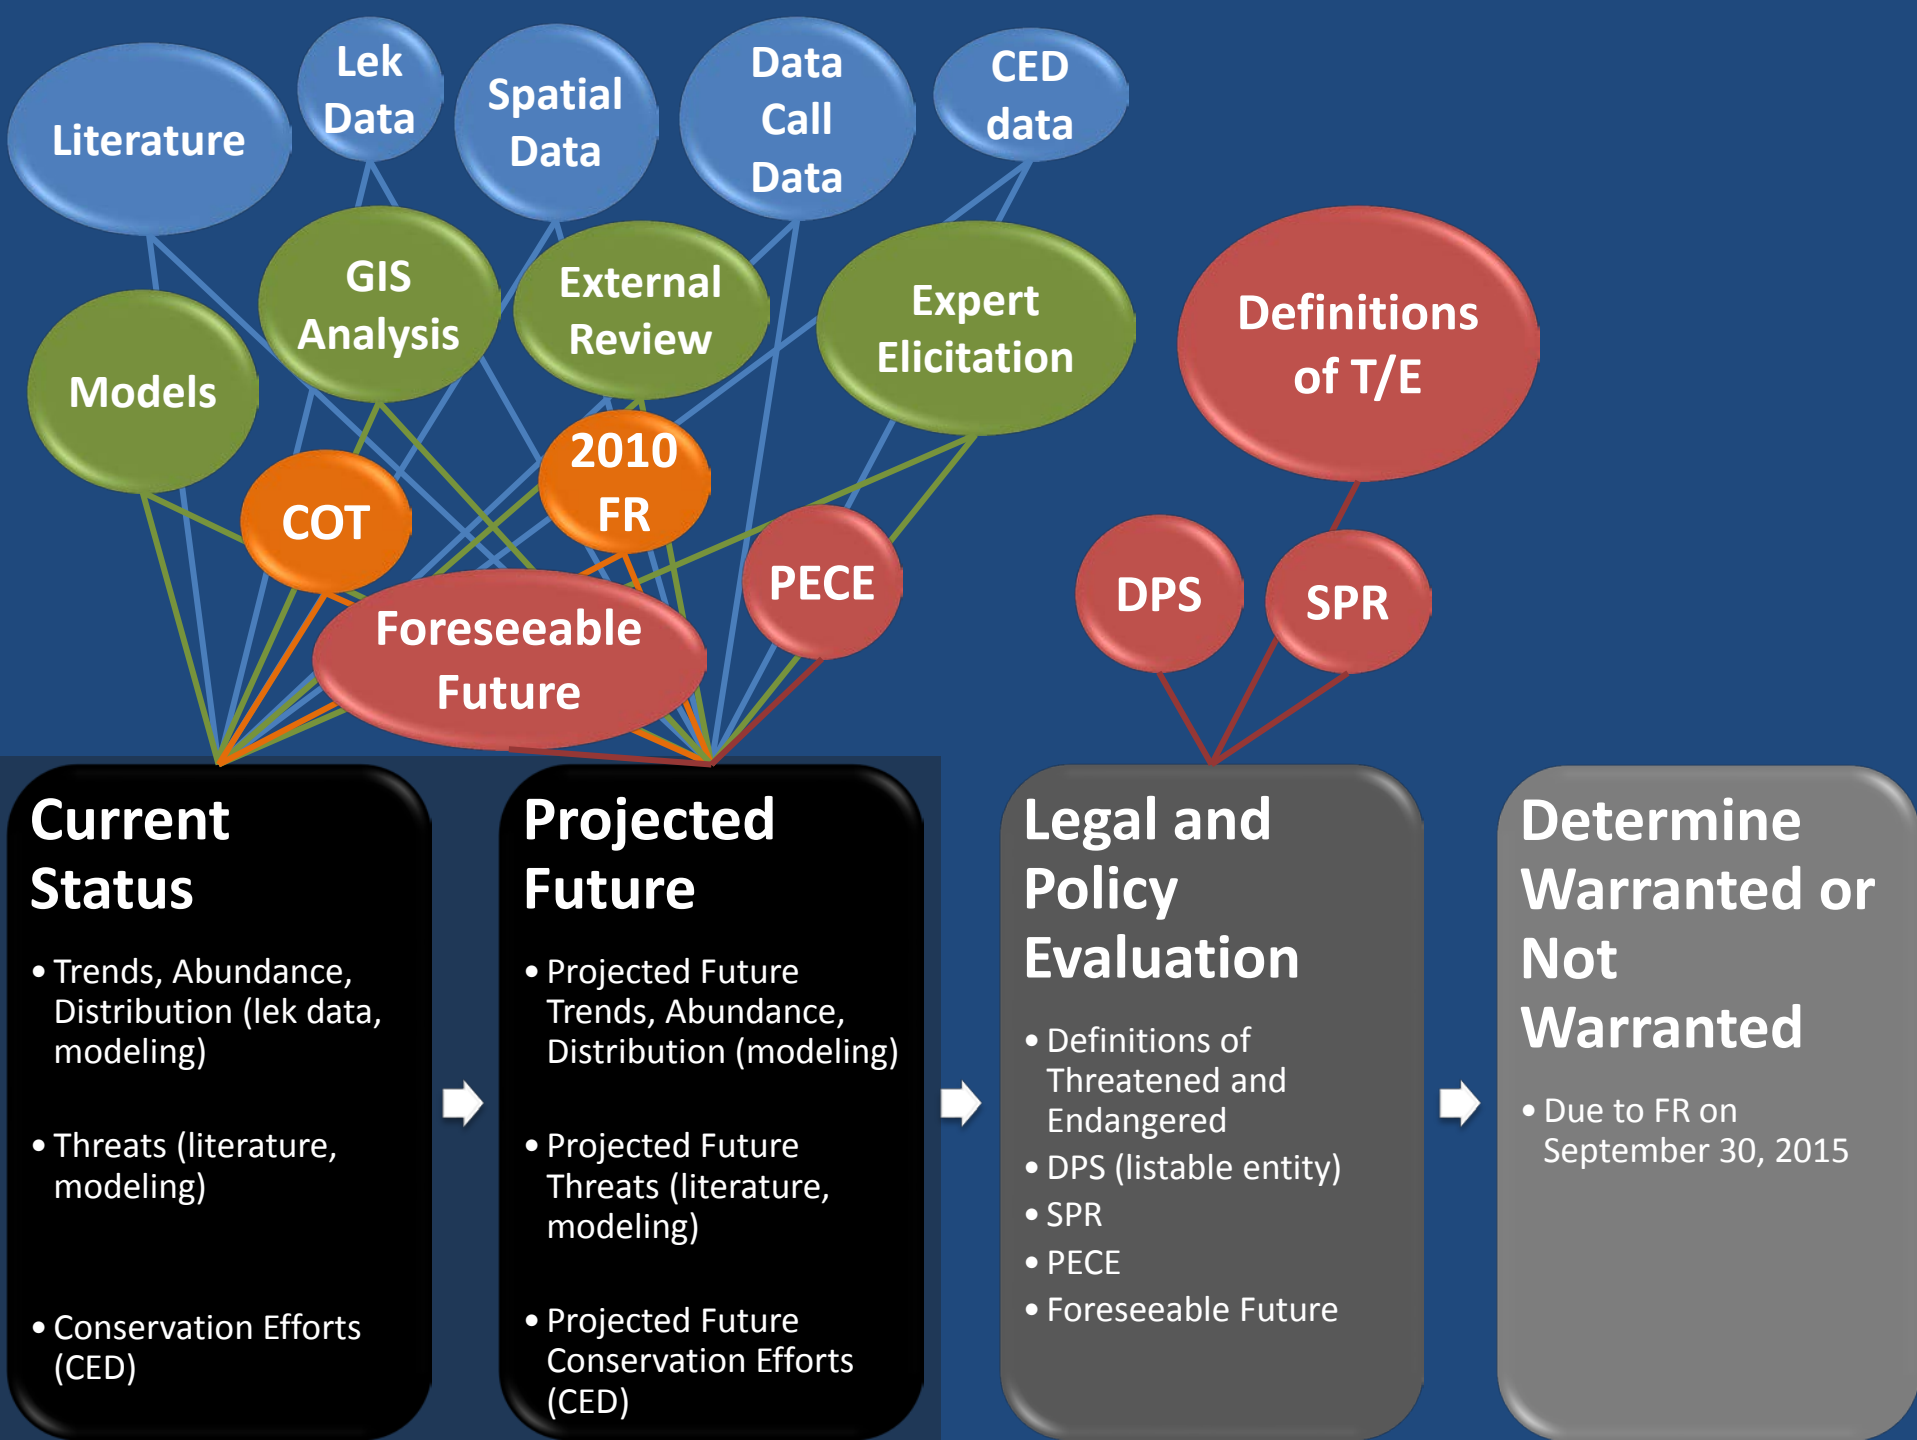 Literature
Lek
Data
Spatial
Data
Data
Call
Data
CED
data
Models
GIS
Analysis
External
Review
Expert
Elicitation
Definitions
of T/E
COT
2010
FR
Foreseeable
Future
PECE
DPS
SPR
Current
Status
• Trends, Abundance,
Distribution (lek data,
modeling)
• Threats (literature,
modeling)
• Conservation Efforts
(CED)
Projected
Future
• Projected Future
Trends, Abundance,
Distribution (modeling)
• Projected Future
Threats (literature,
modeling)
• Projected Future
Conservation Efforts
(CED)
Legal and
Policy
Evaluation
• Definitions of
Threatened and
Endangered
• DPS (listable entity)
• SPR
• PECE
• Foreseeable Future
Determine
Warranted or
Not
Warranted
• Due to FR on
September 30, 2015